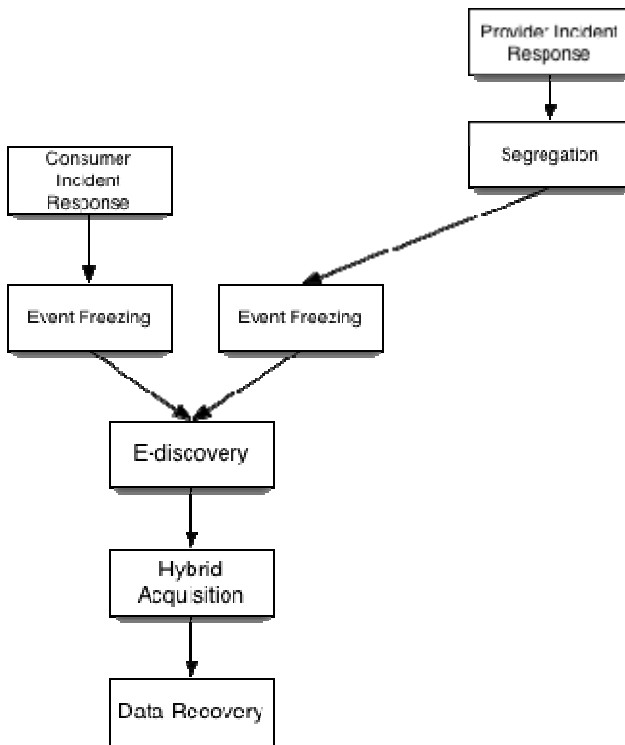 Provider Incident
Response
Segregation
Consumer
Incident
Response
Event Freezing
Event Freezing
E-discovery
Hybrid
Acquisition
Data Recovery